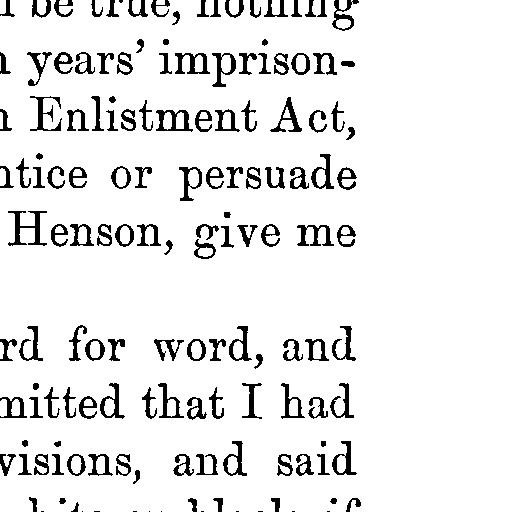 be true, nothing
years' imprison-
Enlistment Act,
ntice or persuade
Henson, give me
rd for word, and
mitted that I had
visions, and said